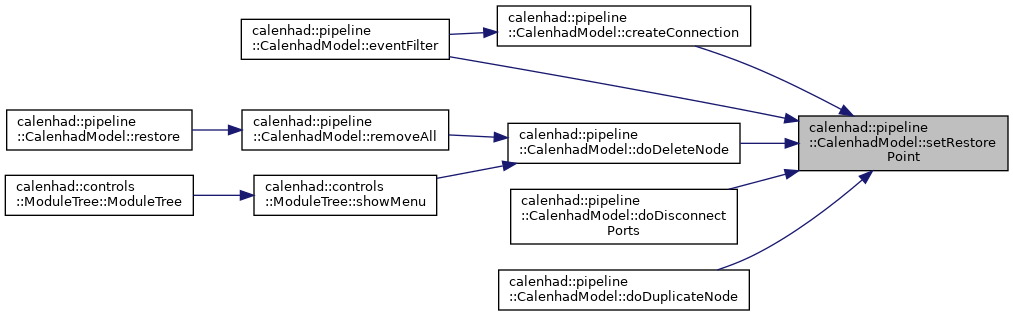 calenhad::pipeline
::CalenhadModel::createConnection
calenhad::pipeline
::CalenhadModel::eventFilter
calenhad::pipeline
::CalenhadModel::restore
calenhad::pipeline
::CalenhadModel::removeAll
calenhad::pipeline
::CalenhadModel::doDeleteNode
calenhad::pipeline
::CalenhadModel::setRestore
Point
calenhad::controls
::ModuleTree::ModuleTree
calenhad::controls
::ModuleTree::showMenu
calenhad::pipeline
::CalenhadModel::doDisconnect
Ports
calenhad::pipeline
::CalenhadModel::doDuplicateNode